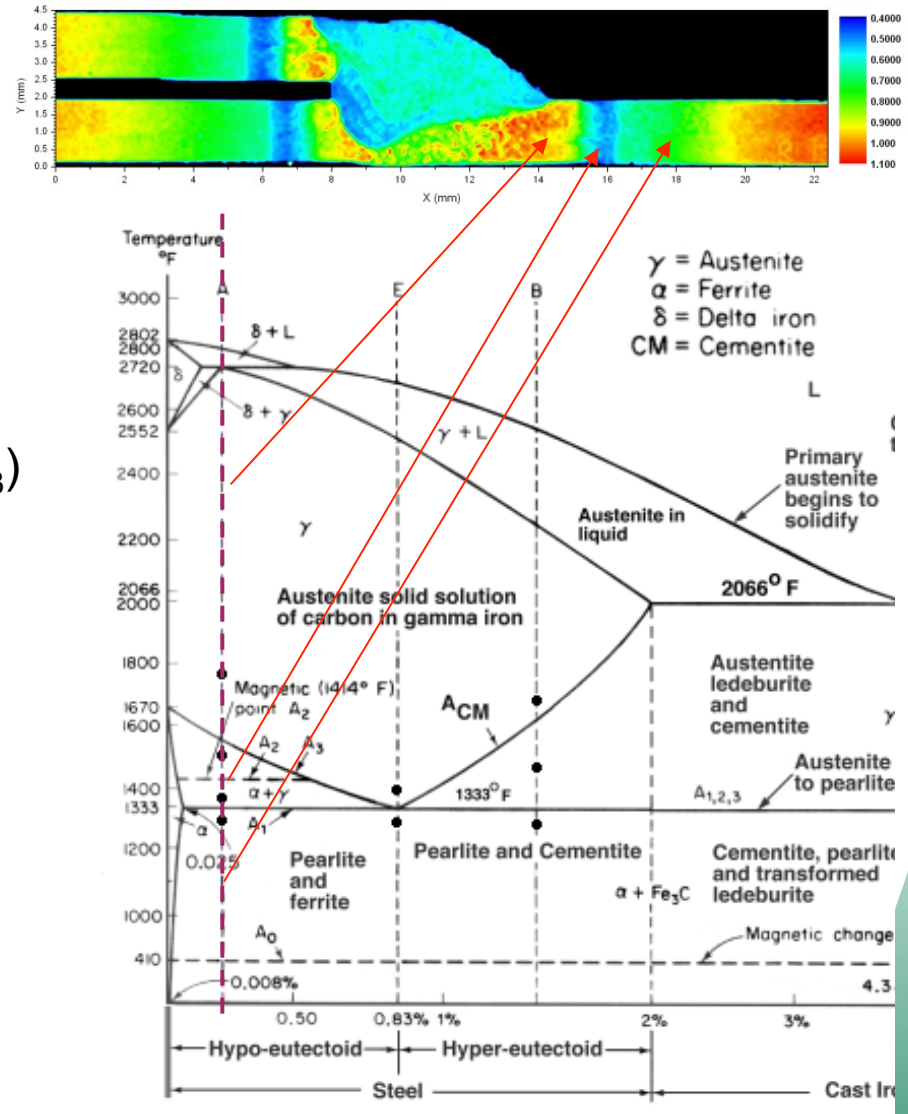 4.5
4.0
3.5
3.0
2.5
2.0
1.5
1.0
0.5
0.0
Y (mm)
0 2 4 6 8 10 12 14 16 18 20 22
X (mm)
0.4000
0.5000
0.6000
0.7000
0.8000
0.9000
1.000
1.100
Temperature
°F
A E B
γ = Austenite
α = Ferrite
δ = Delta iron
CM = Cementite
3000
2802
2800
2720
2600
2552
2400
2200
2066
2000
1800
1670
1600
1400
1333
1200
1000
410
δ + L
δ
δ + γ
γ + L
L
3)
Primary
austenite
begins to
solidify
γ
Austenite in
liquid
2066° F
Austenite solid solution
of carbon in gamma iron
Magnetic (1414° F)
point A2
ACM
Austentite
ledeburite
and
cementite
γ
A2 A3
α+γ
1333°F
A1,2,3
Austenite
to pearlite
α
A1
0.025
Pearlite
and
ferrite
Pearlite and Cementite
Cementite, pearlite
and transformed
ledeburite
α + Fe3C
A0
Magnetic change
0.008%
4.3
0.50 0.83% 1% 2% 3%
Hypo-eutectoid Hyper-eutectoid
Steel Cast Iro